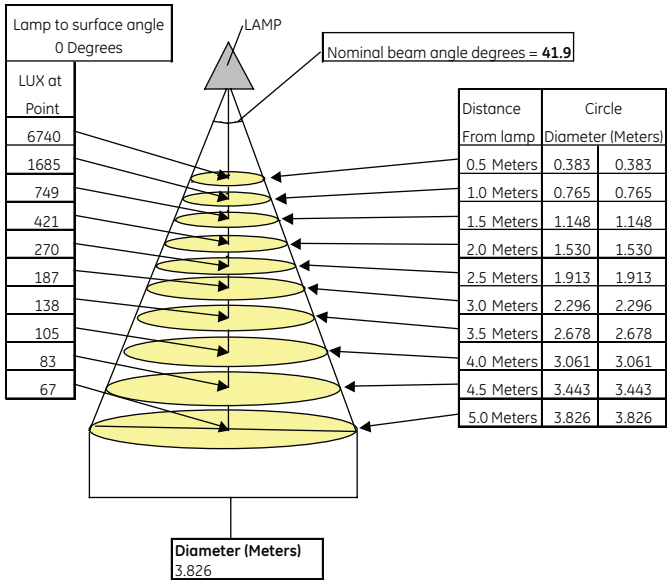 Lamp to surface angle
0 Degrees
LAMP
Nominal beam angle degrees = 41.9
LUX at
Point
6740
1685
749
421
270
187
138
105
83
67
Distance Circle
From lamp Diameter (Meters)
0.5 Meters 0.383 0.383
1.0 Meters 0.765 0.765
1.5 Meters 1.148 1.148
2.0 Meters 1.530 1.530
2.5 Meters 1.913 1.913
3.0 Meters 2.296 2.296
3.5 Meters 2.678 2.678
4.0 Meters 3.061 3.061
4.5 Meters 3.443 3.443
5.0 Meters 3.826 3.826
Diameter (Meters)
3.826